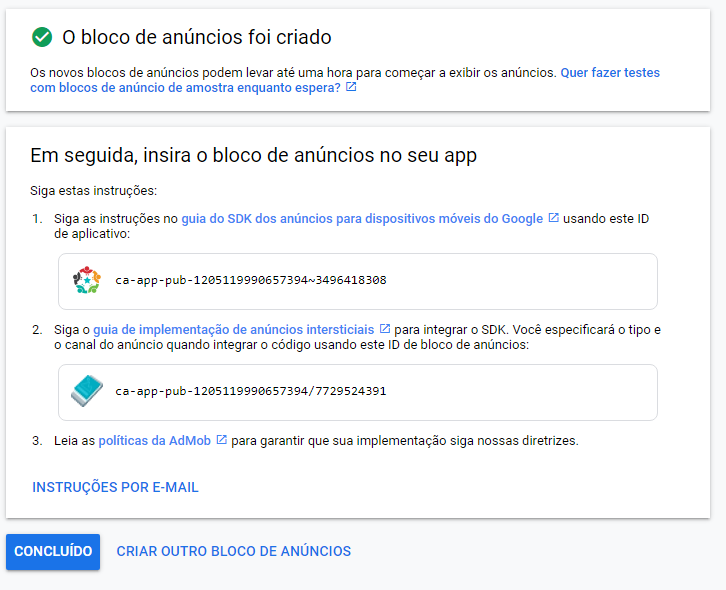 O bloco de anúncios foi criado
Os novos blocos de anúncios podem levar até uma hora para começar a exibir os anúncios. Quer fazer testes
com blocos de anúncio de amostra enquanto espera?
Em seguida, insira o bloco de anúncios no seu app
Siga estas instruções:
1. Siga as instruções no guia do SDK dos anúncios para dispositivos móveis do Google usando este ID
de aplicativo:
ca-app-pub-1205119990657394~3496418308
2. Siga o guia de implementação de anúncios intersticiais para integrar o SDK. Você especificará o tipo e
o canal do anúncio quando integrar o código usando este ID de bloco de anúncios:
ca-app-pub-1205119990657394/7729524391
3. Leia as políticas da AdMob para garantir que sua implementação siga nossas diretrizes.
INSTRUÇÕES POR E-MAIL
CONCLUÍDO CRIAR OUTRO BLOCO DE ANÚNCIOS